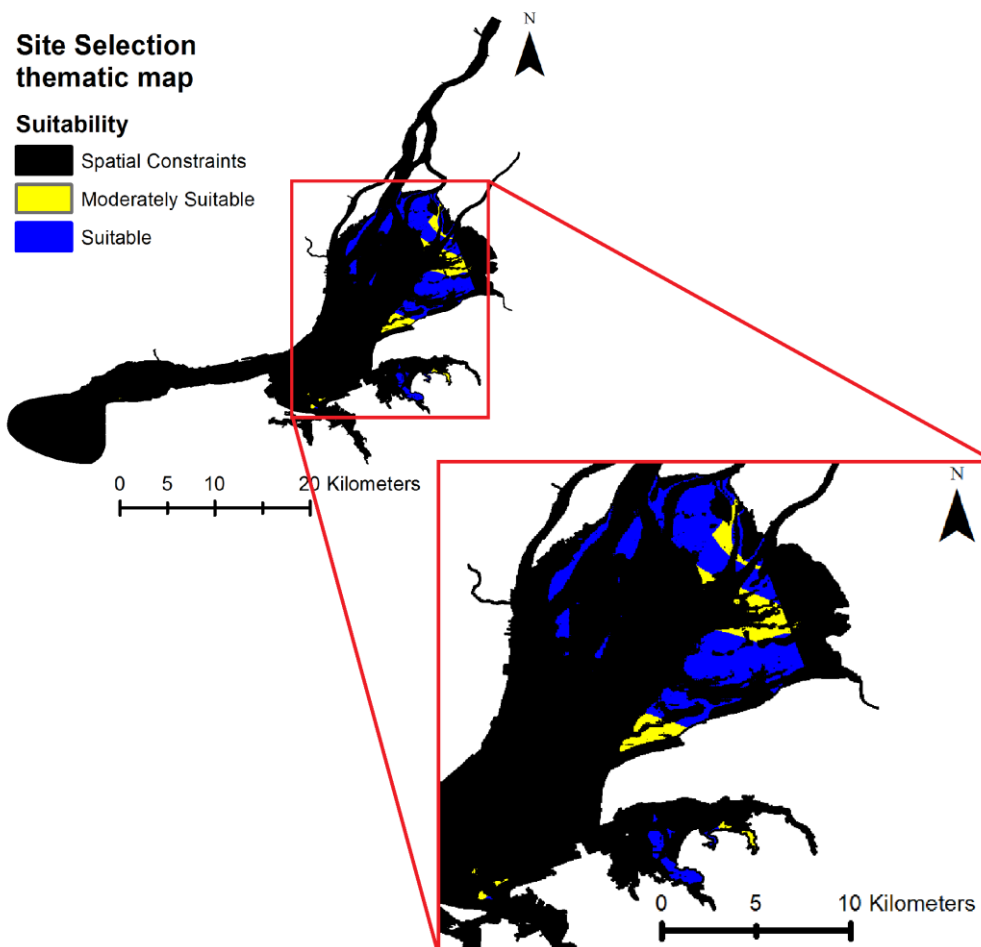 Site Selection
thematic map
Suitability
Spatial Constraints
Moderately Suitable
Suitable
N
0 5 10 20 Kilometers
N
0 5 10 Kilometers